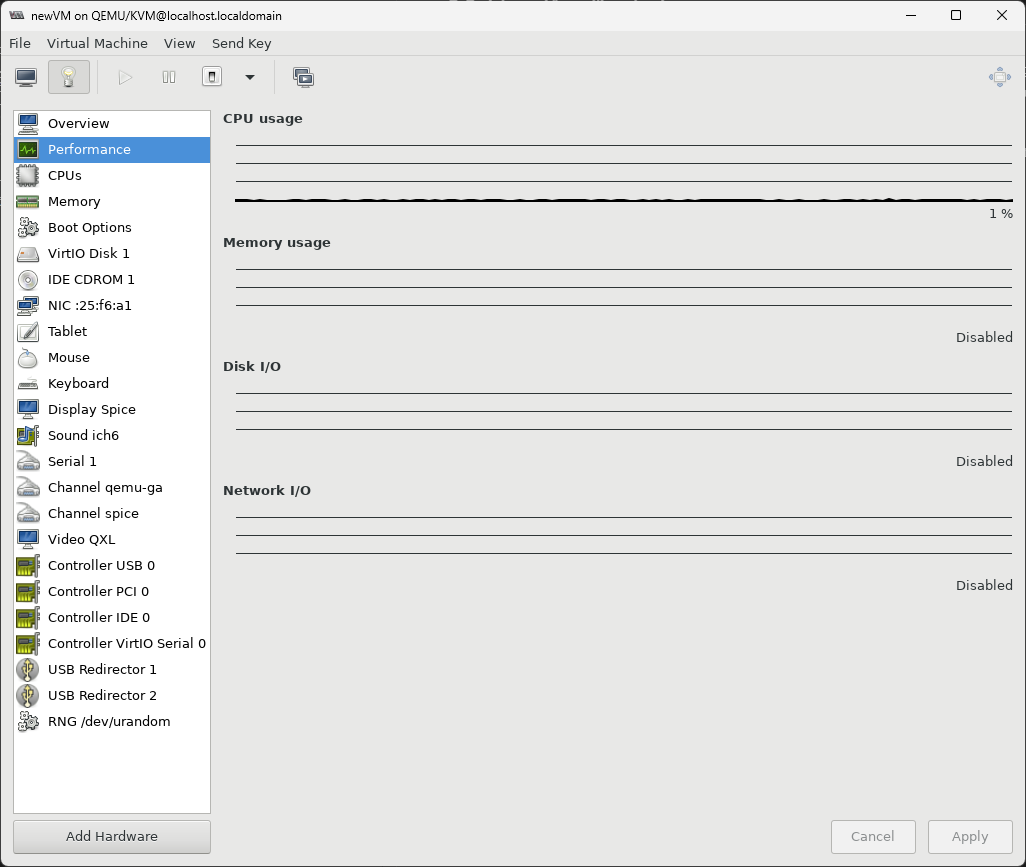 newVM on QEMU/KVM@localhost.localdomain
File Virtual Machine View Send Key
Overview
Performance
CPUs
Memory
Boot Options
VirtIO Disk 1
IDE CDROM 1
NIC :25:f6:a1
Tablet
Mouse
Keyboard
Display Spice
Sound ich6
Serial 1
Channel qemu-ga
Channel spice
Video QXL
Controller USB 0
Controller PCI 0
Controller IDE 0
Controller VirtIO Serial 0
USB Redirector 1
USB Redirector 2
RNG /dev/urandom
Add Hardware
CPU usage
1 %
Memory usage
Disabled
Disk I/O
Disabled
Network I/O
Disabled
Cancel Apply